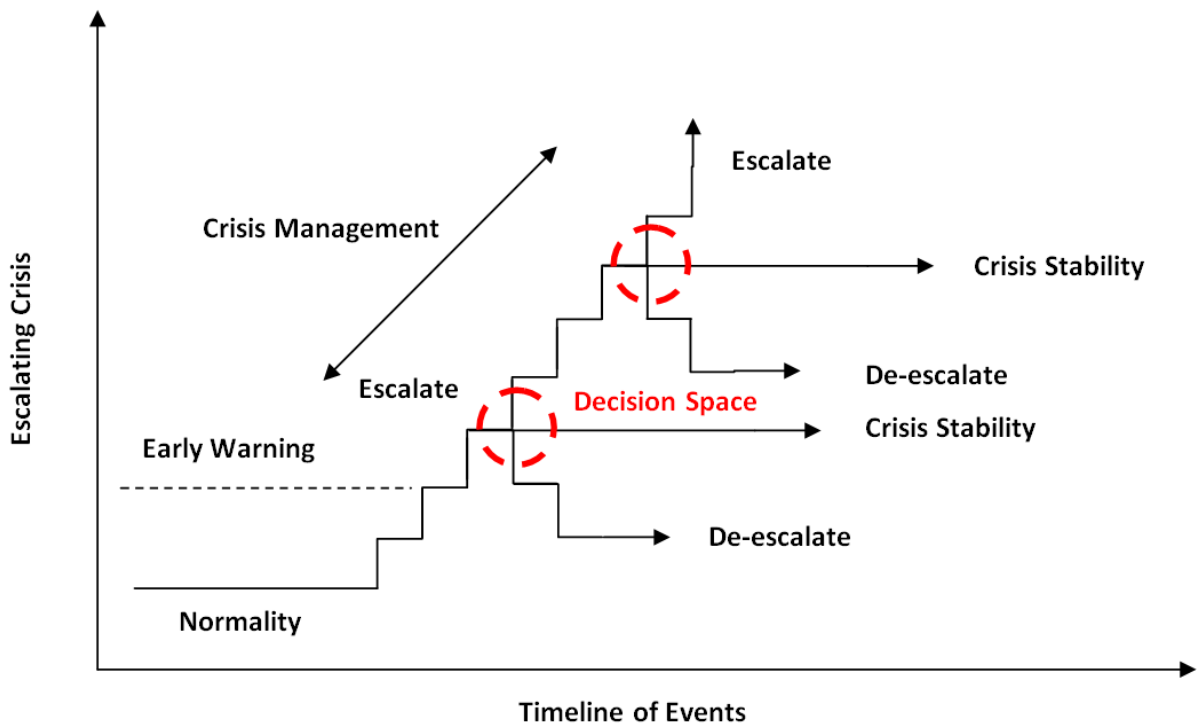 Escalate
Crisis Management
Crisis Stability
Escalating Crisis
De-escalate
Escalate
Decision Space
Crisis Stability
Early Warning
De-escalate
Normality
Timeline of Events